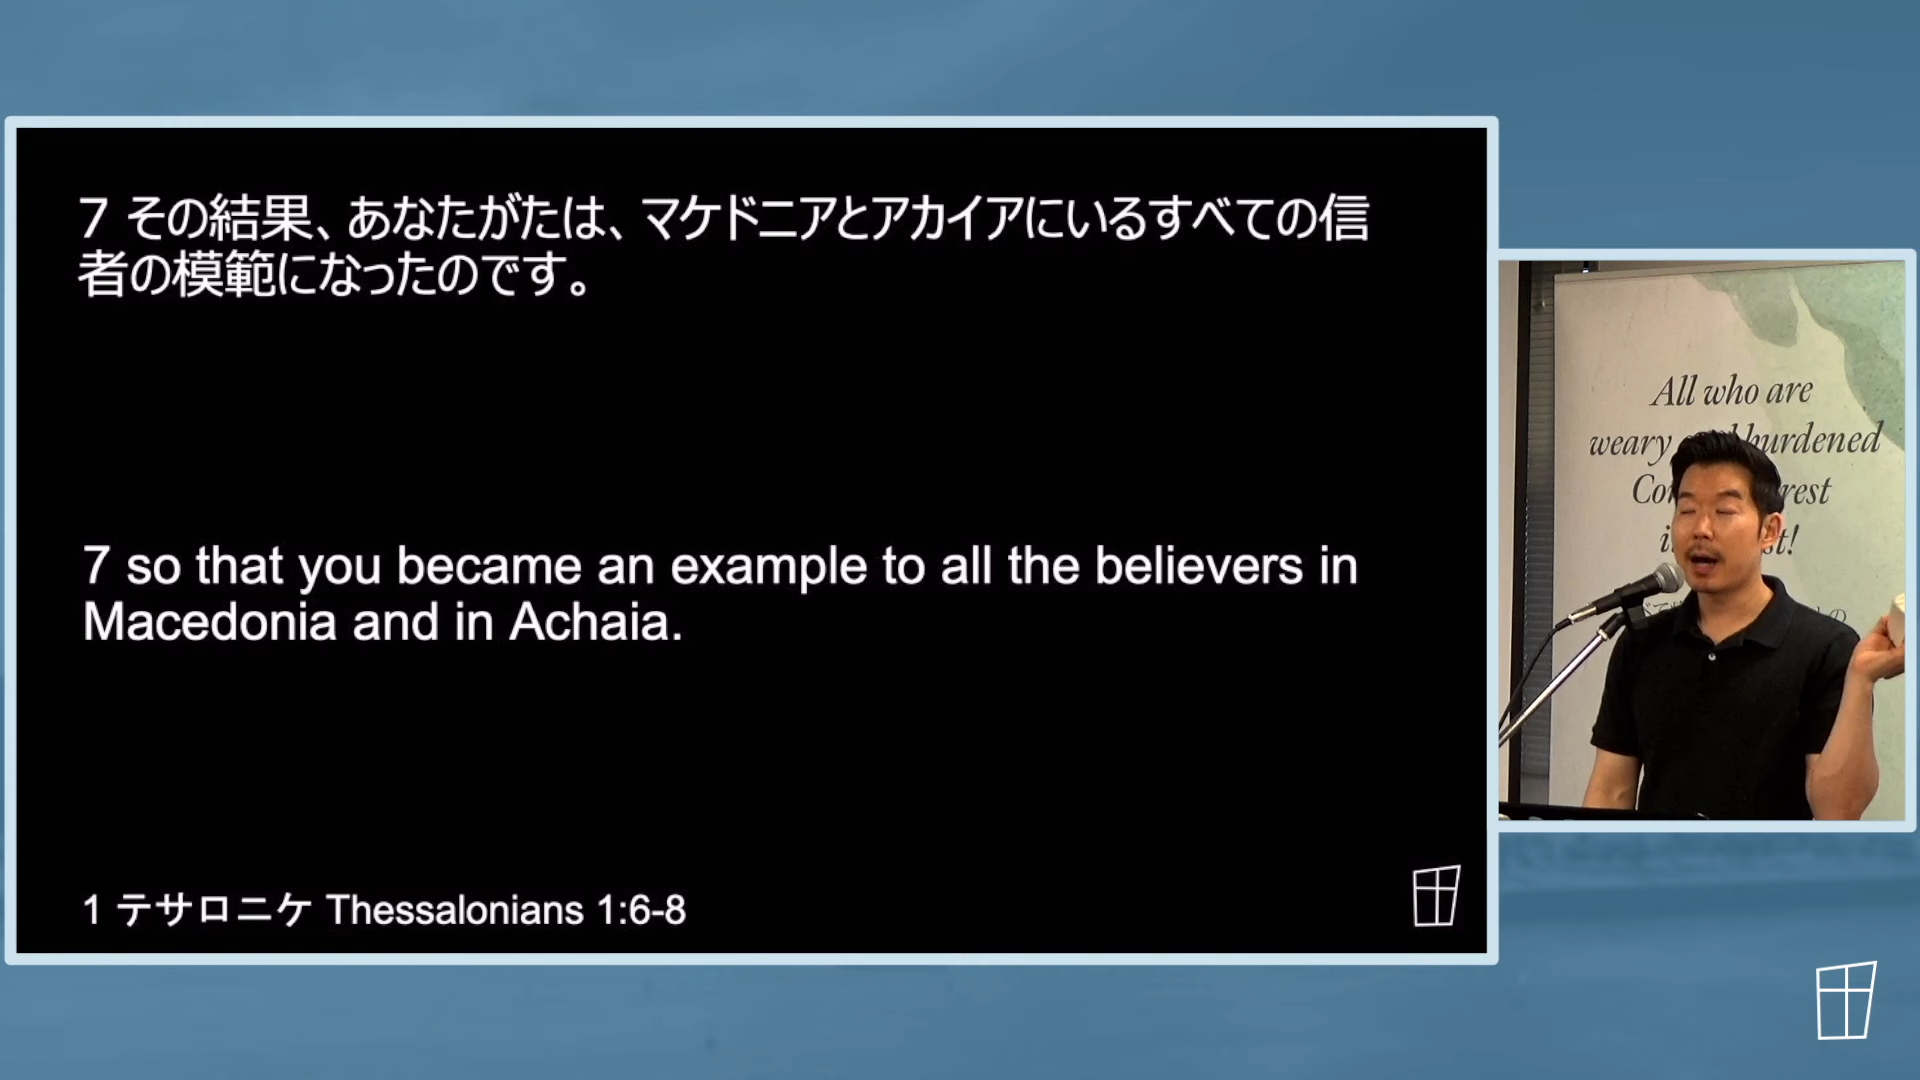 7 その結果、あなたがたは、マケドニアとアカイアにいるすべての信
者の模範になったのです。
7 so that you became an example to all the believers in
Macedonia and in Achaia.
1 テサロニケ Thessalonians 1:6-8
All who are
weary burdened
rest